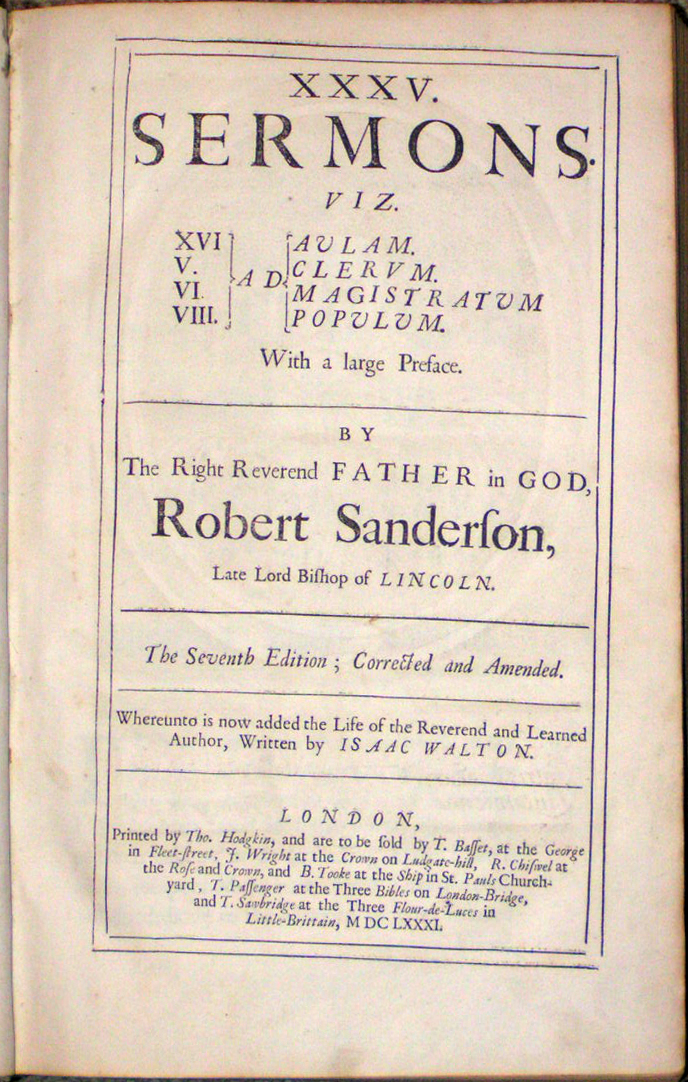 XXXV.
SERMONS.
VIZ.
XVI } AD { AULAM.
V. CLERVM.
VI. MAGISTRATUM
VIII. POPULUM.
With a large Preface.
BY
The Right Reverend FATHER in GOD,
Robert Sanderſon,
Late Lord Biſhop of LINCOLN.
The Seventh Edition; Corrected and Amended.
Whereunto is now added the Life of the Reverend and Learned
Author, Written by ISAAC WALTON.
LONDON,
Printed by Tho. Hodgkin, and are to be ſold by T. Baſſet, at the George
in Fleet-ſtreet, J. Wright at the Crown on Ludgate-hill, R. Chiſwel at
the Roſe and Crown, and B. Tooke at the Ship in St. Pauls Church-
yard, T. Paſſenger at the Three Bibles on London-Bridge,
and T. Sawbridge at the Three Flour-de-Luces in
Little-Brittain, MDCLXXXI.